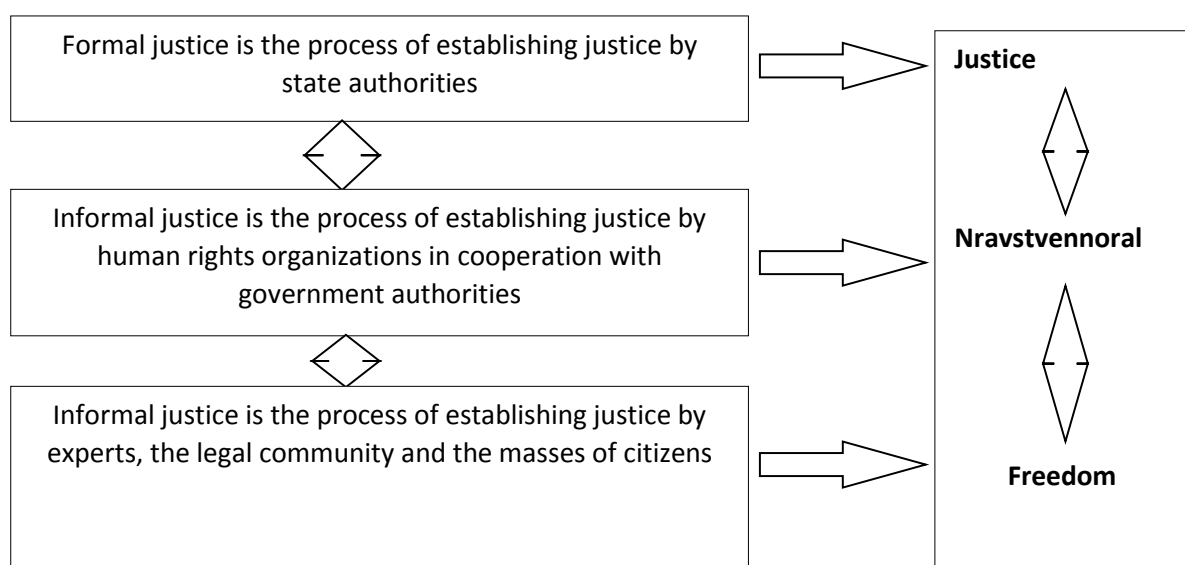 Formal justice is the process of establishing justice by
state authorities
Informal justice is the process of establishing justice by
human rights organizations in cooperation with
government authorities
Informal justice is the process of establishing justice by
experts, the legal community and the masses of citizens
Justice
Nravstvennoral
Freedom